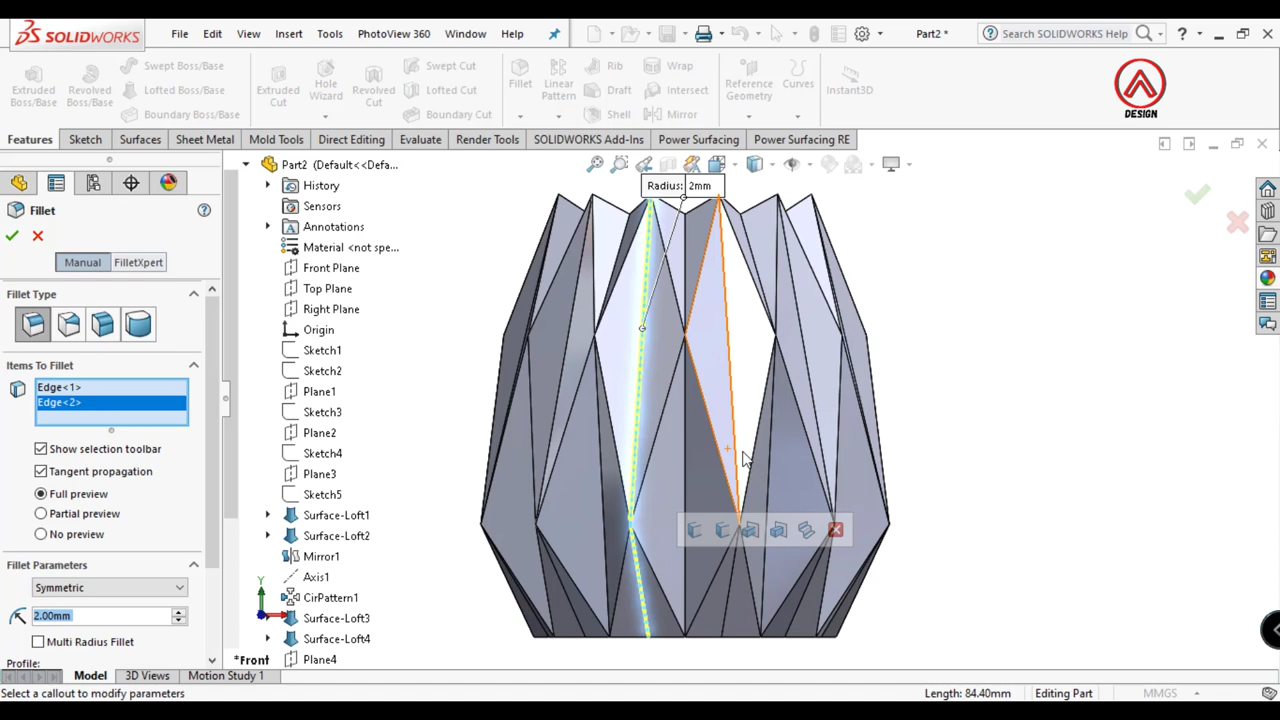 SOLIDWORKS File Edit View Insert Tools PhotoView 360 Window Help Part2 * Search SOLIDWORKS Help ?
Extruded Boss/Base
Revolved Boss/Base
Swept Boss/Base
Lofted Boss/Base
Boundary Boss/Base
Extruded Cut
Hole Wizard
Revolved Cut
Swept Cut
Lofted Cut
Boundary Cut
Fillet
Linear Pattern
Rib
Draft
Shell
Wrap
Intersect
Mirror
Reference Geometry
Curves
Instant3D
DESIGN
Features Sketch Surfaces Sheet Metal Mold Tools Direct Editing Evaluate Render Tools SOLIDWORKS Add-Ins Power Surfacing Power Surfacing RE
Fillet ?
Manual FilletXpert
Fillet Type
Items To Fillet
Edge<1>
Edge<2>
Show selection toolbar
Tangent propagation
Full preview
Partial preview
No preview
Fillet Parameters
Symmetric
2.00mm
Multi Radius Fillet
Profile:
Part2 (Default<<Defa...
History
Sensors
Annotations
Material <not spe...
Front Plane
Top Plane
Right Plane
Origin
Sketch1
Sketch2
Plane1
Sketch3
Plane2
Sketch4
Plane3
Sketch5
Surface-Loft1
Surface-Loft2
Mirror1
Axis1
CirPattern1
Surface-Loft3
Surface-Loft4
Plane4
Radius: 2mm
Y
*Front
Model 3D Views Motion Study 1
Select a callout to modify parameters Length: 84.40mm Editing Part MMGS